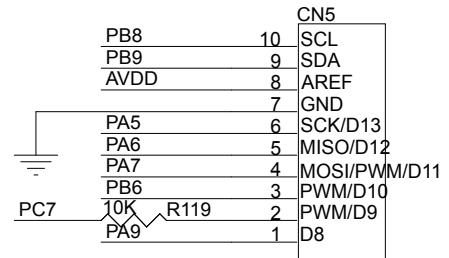 CN5
PB8 10 SCL
PB9 9 SDA
AVDD 8 AREF
7 GND
PA5 6 SCK/D13
PA6 5 MISO/D12
PA7 4 MOSI/PWM/D11
PB6 3 PWM/D10
PC7 10K R119 2 PWM/D9
PA9 1 D8